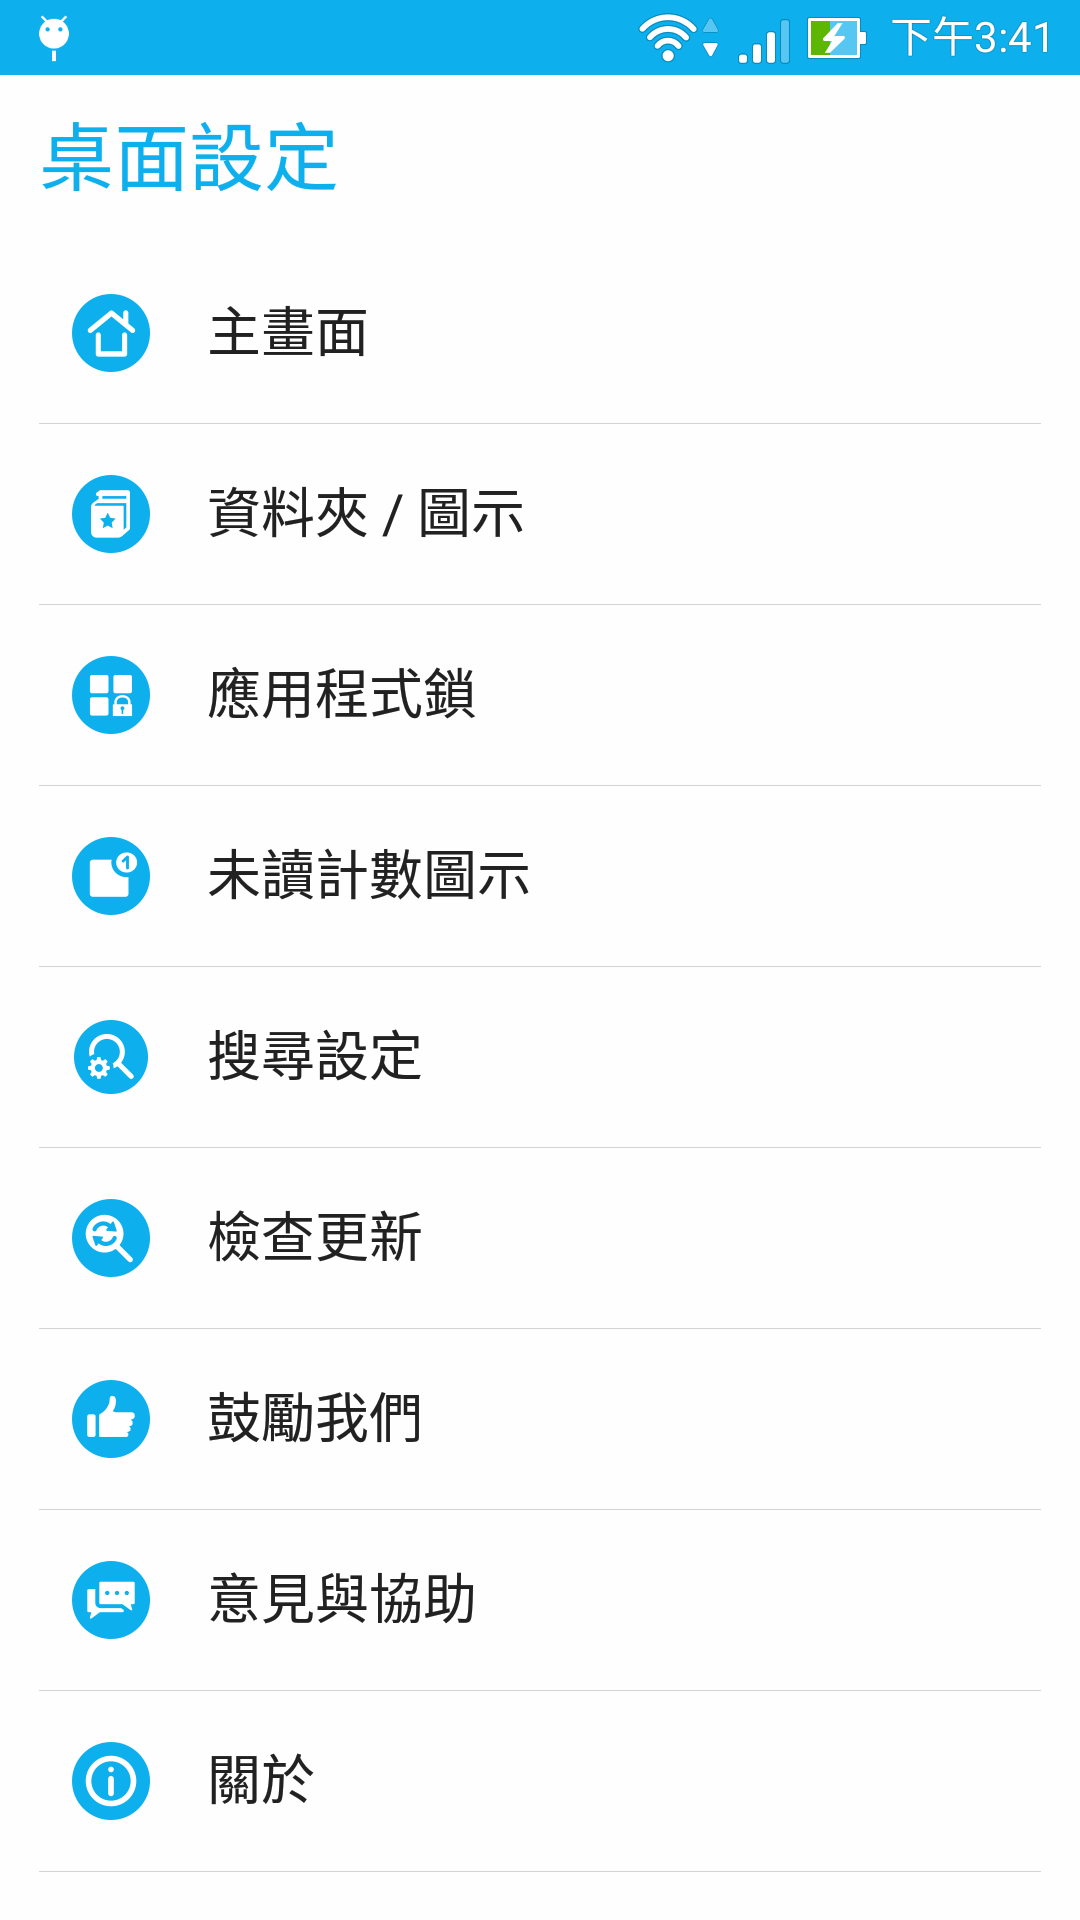 下午3:41
桌面設定
主畫面
資料夾 / 圖示
應用程式鎖
未讀計數圖示
1
搜尋設定
檢查更新
鼓勵我們
意見與協助
關於